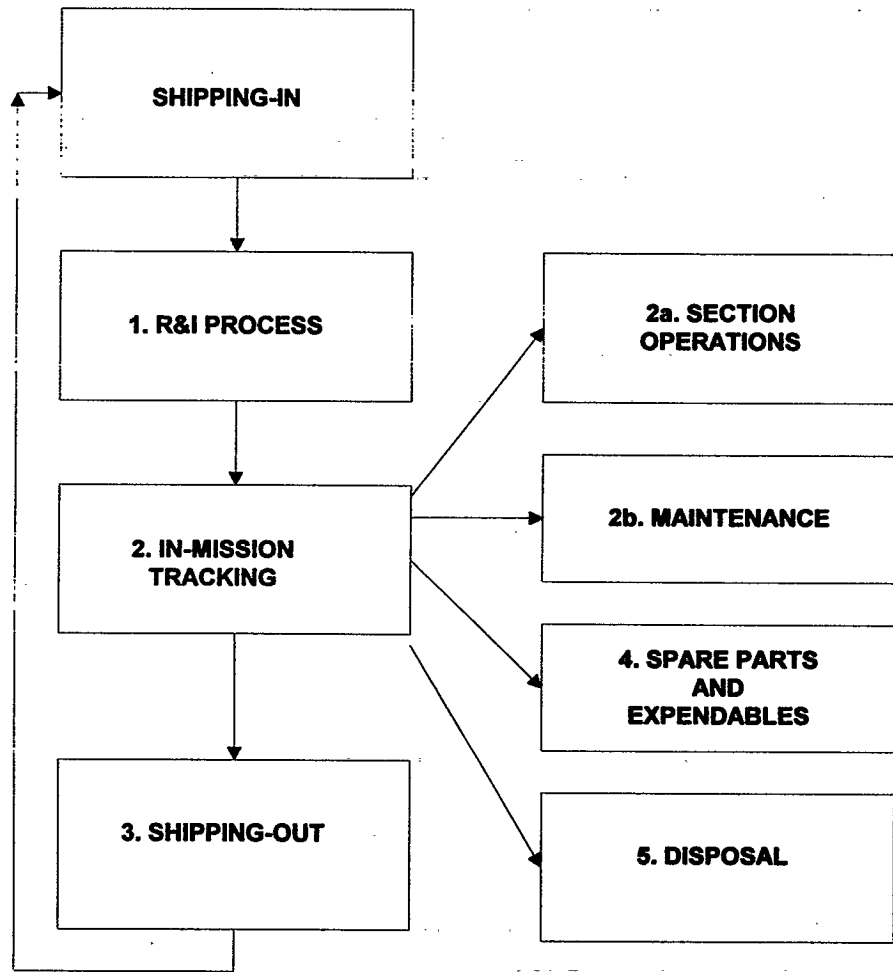 SHIPPING-IN
1. R&I PROCESS
2a. SECTION
OPERATIONS
2. IN-MISSION
TRACKING
2b. MAINTENANCE
4. SPARE PARTS
AND
EXPENDABLES
3. SHIPPING-OUT
5. DISPOSAL